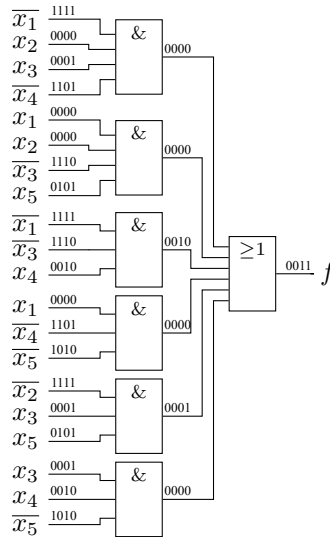 x̅₁ 1111
x₂ 0000
x₃ 0001
x̅₄ 1101
& 0000
x₁ 0000
x₂ 0000
x̅₃ 1110
x₅ 0101
& 0000
x̅₁ 1111
x̅₃ 1110
x₄ 0010
& 0010
x₁ 0000
x̅₄ 1101
x̅₅ 1010
& 0000
x̅₂ 1111
x₃ 0001
x₅ 0101
& 0001
x₃ 0001
x₄ 0010
x̅₅ 1010
& 0000
≥1 0011 f